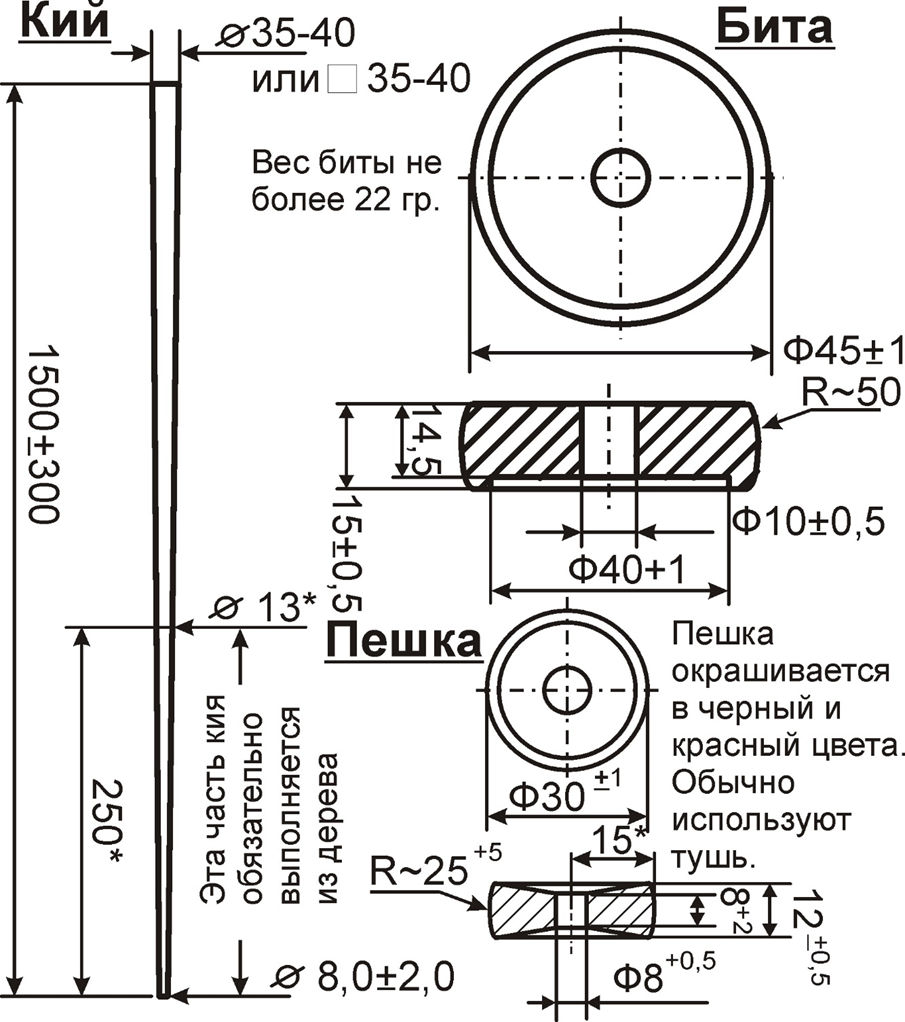 Кий
⌀35-40
или □ 35-40
Бита
Вес биты не
более 22 гр.
Ф45±1
R~50
14,5
15±0,5
Ф10±0,5
Ф40+1
1500±300
⌀ 13*
250*
Эта часть кия
обязательно
выполняется
из дерева
⌀ 8,0±2,0
Пешка
Пешка
окрашивается
в черный и
красный цвета.
Обычно
используют
тушь.
Ф30 ±1
15*
R~25 +5
8±2
12±0,5
Ф8 +0,5